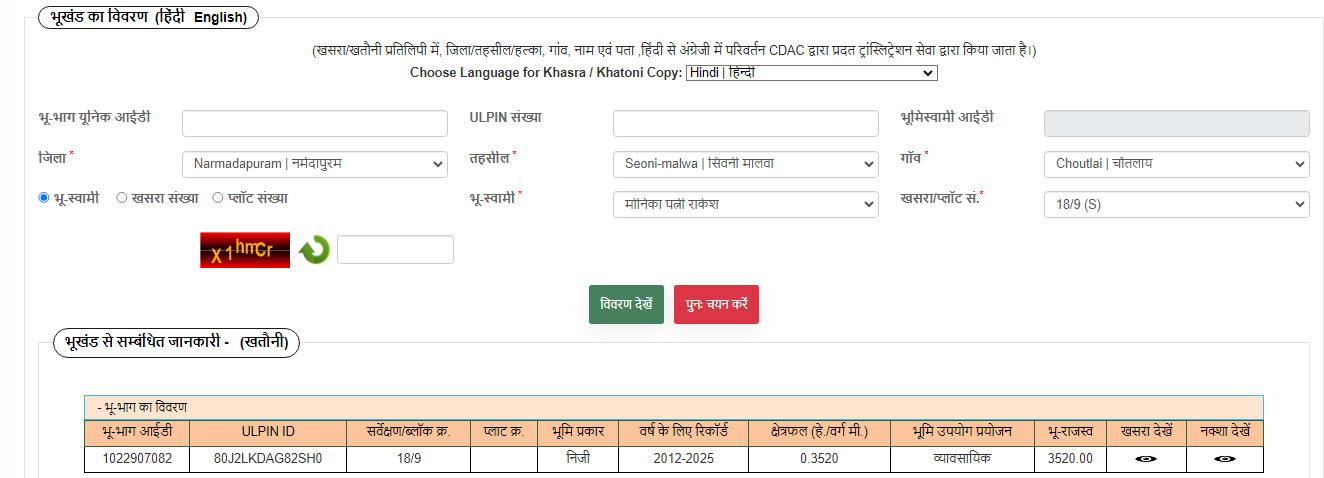 भूखंड का विवरण (हिंदी English)
(खसरा/खतौनी प्रतिलिपी में, जिला/तहसील/हल्का, गांव, नाम एवं पता ,हिंदी से अंग्रेजी में परिवर्तन CDAC द्वारा प्रदत ट्रांस्लिट्रेशन सेवा द्वारा किया जाता है।)
Choose Language for Khasra / Khatoni Copy: Hindi | हिन्दी
भू-भाग यूनिक आईडी ULPIN संख्या भूमिस्वामी आईडी
जिला * Narmadapuram | नर्मदापुरम तहसील * Seoni-malwa | सिवनी मालवा गाँव * Choutlai | चौतलाय
भू-स्वामी खसरा संख्या प्लॉट संख्या भू-स्वामी * मोनिका पत्नी राकेश खसरा/प्लॉट सं.* 18/9 (S)
x1hmCr
विवरण देखें पुनः चयन करें
भूखंड से सम्बंधित जानकारी - (खतौनी)
- भू-भाग का विवरण
भू-भाग आईडी ULPIN ID सर्वेक्षण/ब्लॉक क्र. प्लाट क्र. भूमि प्रकार वर्ष के लिए रिकॉर्ड क्षेत्रफल (हे./वर्ग मी.) भूमि उपयोग प्रयोजन भू-राजस्व खसरा देखें नक्शा देखें
1022907082 80J2LKDAG82SH0 18/9 निजी 2012-2025 0.3520 व्यावसायिक 3520.00